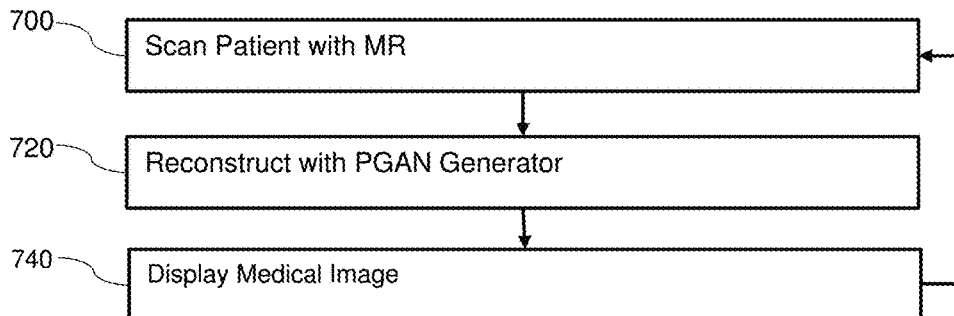 700
Scan Patient with MR
720
Reconstruct with PGAN Generator
740
Display Medical Image